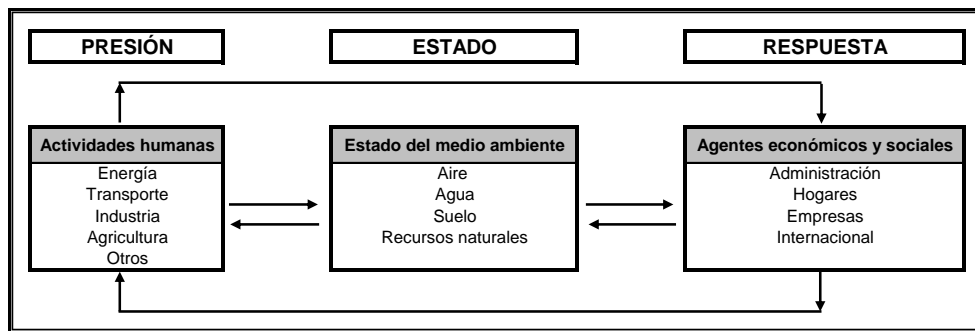 PRESIÓN
ESTADO
RESPUESTA
Actividades humanas
Energía
Transporte
Industria
Agricultura
Otros
Estado del medio ambiente
Aire
Agua
Suelo
Recursos naturales
Agentes económicos y sociales
Administración
Hogares
Empresas
Internacional